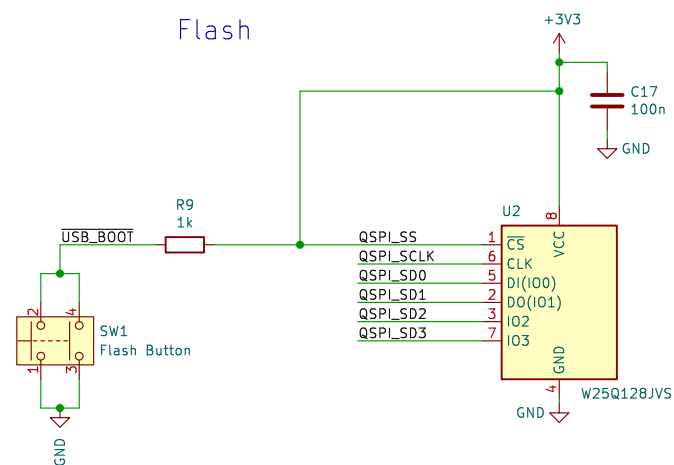 Flash
+3V3
C17
100n
GND
R9
1k
USB_BOOT
U2
8
VCC
QSPI_SS
1
CS
QSPI_SCLK
6
CLK
QSPI_SD0
5
DI(IO0)
QSPI_SD1
2
DO(IO1)
QSPI_SD2
3
IO2
QSPI_SD3
7
IO3
GND
4
W25Q128JVS
GND
2
4
SW1
Flash Button
1
3
GND